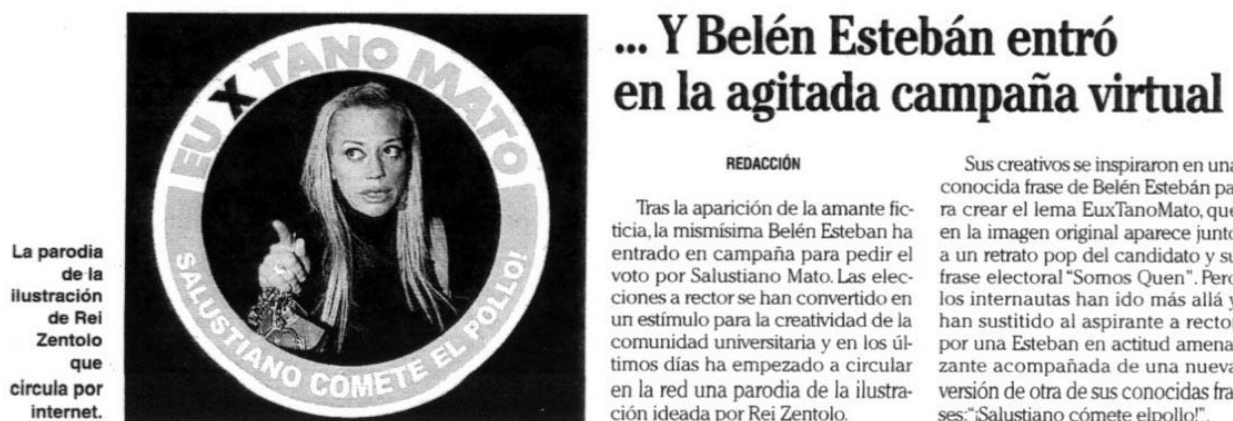 EU X TANO MATO
SALUSTIANO CÓMETE EL POLLO!
La parodia
de la
ilustración
de Rei
Zentolo
que
circula por
internet.
... Y Belén Estebán entró
en la agitada campaña virtual
REDACCIÓN
Tras la aparición de la amante fic-
ticia, la mismísima Belén Esteban ha
entrado en campaña para pedir el
voto por Salustiano Mato. Las elec-
ciones a rector se han convertido en
un estímulo para la creatividad de la
comunidad universitaria y en los úl-
timos días ha empezado a circular
en la red una parodia de la ilustra-
ción ideada por Rei Zentolo.
Sus creativos se inspiraron en una
conocida frase de Belén Estebán pa
ra crear el lema EuxTanoMato, que
en la imagen original aparece junto
a un retrato pop del candidato y su
frase electoral "Somos Quen". Pero
los internautas han ido más allá y
han sustitido al aspirante a rector
por una Esteban en actitud amena
zante acompañada de una nueva
versión de otra de sus conocidas fra
ses: "¡Salustiano cómete elpollo!".